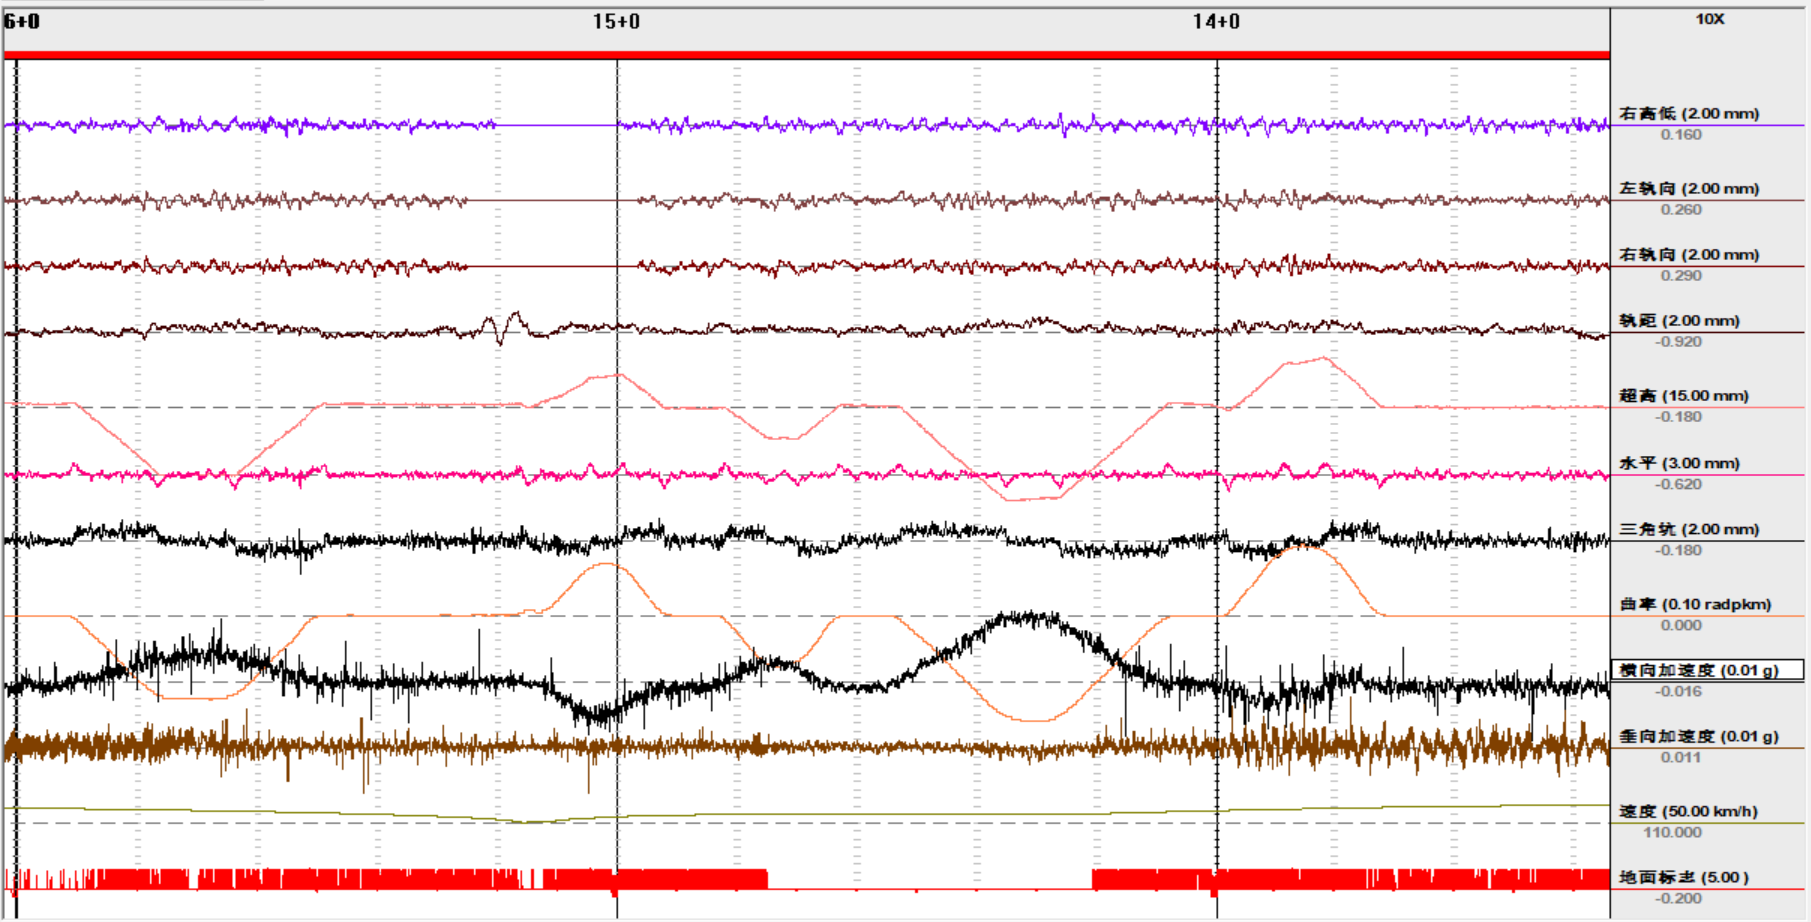 6+0 15+0 14+0 10X
右高低 (2.00 mm)
0.160
左轨向 (2.00 mm)
0.260
右轨向 (2.00 mm)
0.290
轨距 (2.00 mm)
-0.920
超高 (15.00 mm)
-0.180
水平 (3.00 mm)
-0.620
三角坑 (2.00 mm)
-0.180
曲率 (0.10 radpkm)
0.000
横向加速度 (0.01 g)
-0.016
垂向加速度 (0.01 g)
0.011
速度 (50.00 km/h)
110.000
地面标志 (5.00 )
-0.200